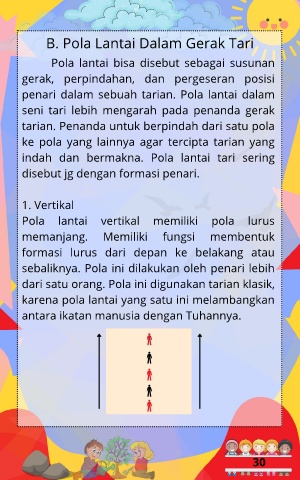 B. Pola Lantai Dalam Gerak Tari
Pola lantai bisa disebut sebagai susunan
gerak, perpindahan, dan pergeseran posisi
penari dalam sebuah tarian. Pola lantai dalam
seni tari lebih mengarah pada penanda gerak
tarian. Penanda untuk berpindah dari satu pola
ke pola yang lainnya agar tercipta tarian yang
indah dan bermakna. Pola lantai tari sering
disebut jg dengan formasi penari.
1. Vertikal
Pola lantai vertikal memiliki pola lurus
memanjang. Memiliki fungsi membentuk
formasi lurus dari depan ke belakang atau
sebaliknya. Pola ini dilakukan oleh penari lebih
dari satu orang. Pola ini digunakan tarian klasik,
karena pola lantai yang satu ini melambangkan
antara ikatan manusia dengan Tuhannya.
30